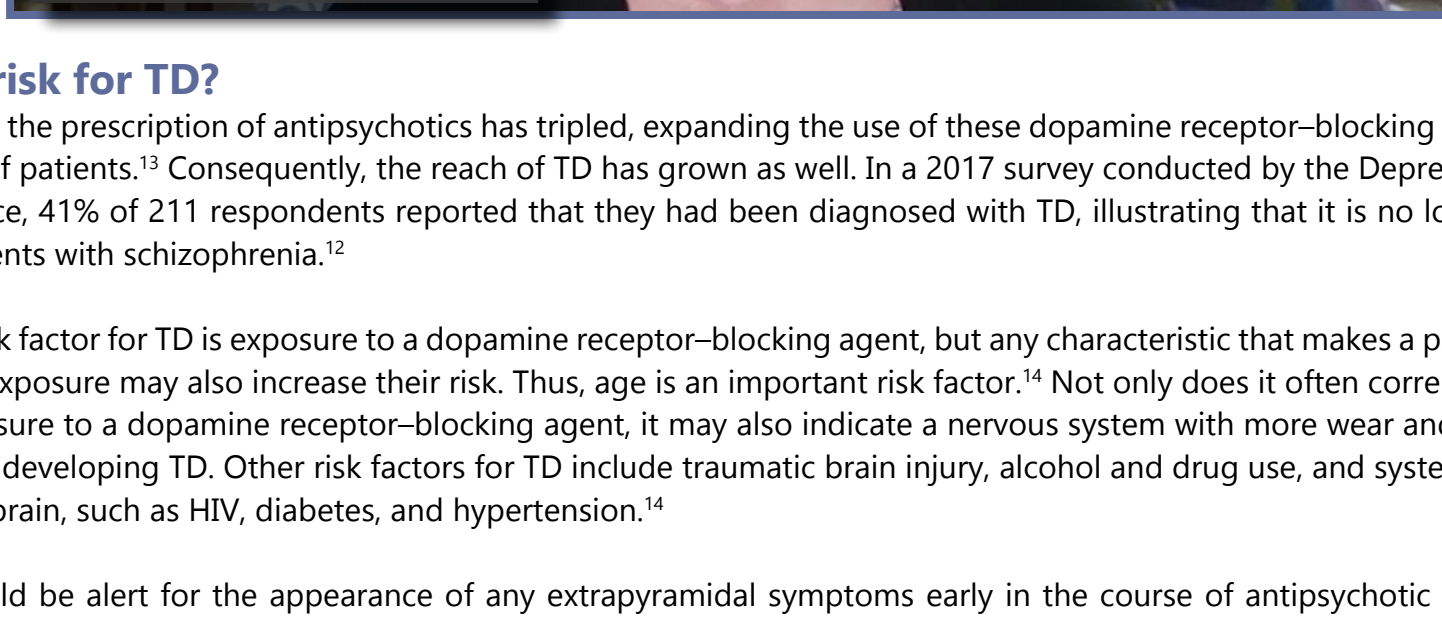 risk for TD?
the prescription of antipsychotics has tripled, expanding the use of these dopamine receptor–blocking
f patients.¹³ Consequently, the reach of TD has grown as well. In a 2017 survey conducted by the Depre
ce, 41% of 211 respondents reported that they had been diagnosed with TD, illustrating that it is no lo
ents with schizophrenia.¹²
k factor for TD is exposure to a dopamine receptor–blocking agent, but any characteristic that makes a p
xposure may also increase their risk. Thus, age is an important risk factor.¹⁴ Not only does it often corre
sure to a dopamine receptor–blocking agent, it may also indicate a nervous system with more wear and
developing TD. Other risk factors for TD include traumatic brain injury, alcohol and drug use, and syste
brain, such as HIV, diabetes, and hypertension.¹⁴
ld be alert for the appearance of any extrapyramidal symptoms early in the course of antipsychotic